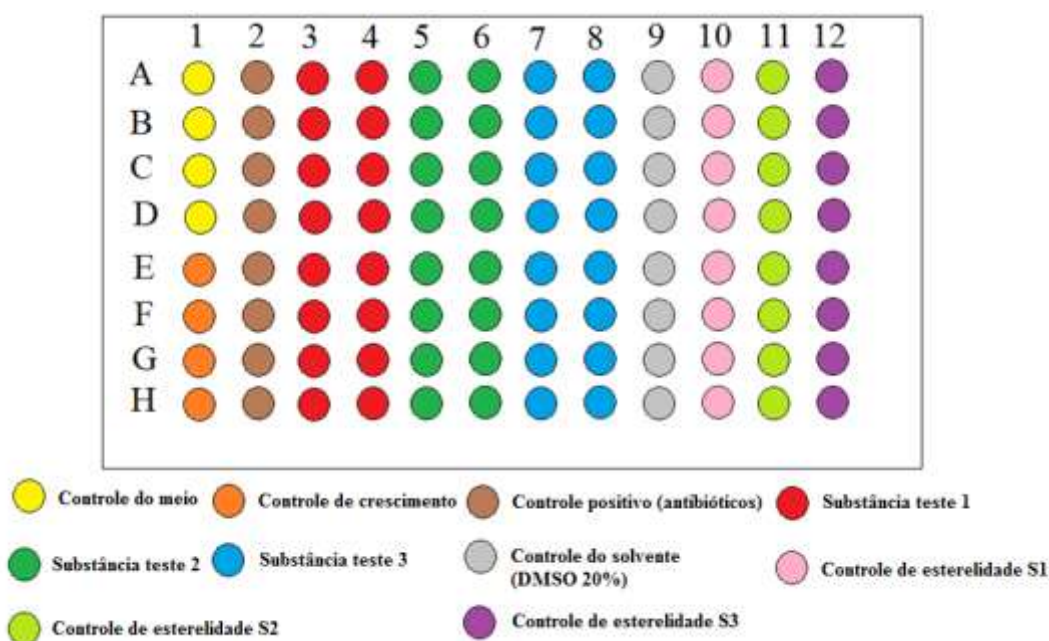 1 2 3 4 5 6 7 8 9 10 11 12
A
B
C
D
E
F
G
H
Controle do meio
Controle de crescimento
Controle positivo (antibióticos)
Substância teste 1
Substância teste 2
Substância teste 3
Controle do solvente
(DMSO 20%)
Controle de esterelidade S1
Controle de esterelidade S2
Controle de esterelidade S3